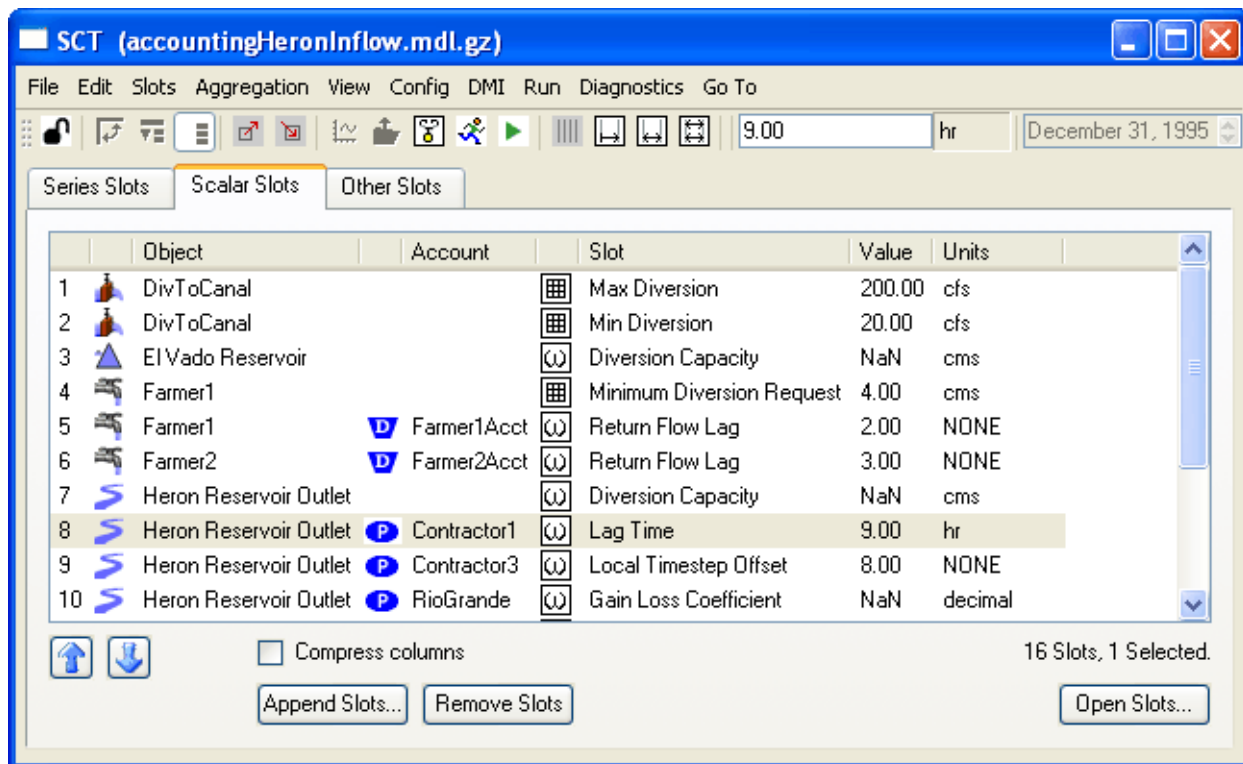 SCT (accountingHeronInflow.mdl.gz)
File Edit Slots Aggregation View Config DMI Run Diagnostics Go To
9.00 hr December 31, 1995
Series Slots Scalar Slots Other Slots
Object Account Slot Value Units
1 DivToCanal Max Diversion 200.00 cfs
2 DivToCanal Min Diversion 20.00 cfs
3 El Vado Reservoir Diversion Capacity NaN cms
4 Farmer1 Minimum Diversion Request 4.00 cms
5 Farmer1 D Farmer1Acct Return Flow Lag 2.00 NONE
6 Farmer2 D Farmer2Acct Return Flow Lag 3.00 NONE
7 Heron Reservoir Outlet Diversion Capacity NaN cms
8 Heron Reservoir Outlet P Contractor1 Lag Time 9.00 hr
9 Heron Reservoir Outlet P Contractor3 Local Timestep Offset 8.00 NONE
10 Heron Reservoir Outlet P RioGrande Gain Loss Coefficient NaN decimal
Compress columns 16 Slots, 1 Selected.
Append Slots... Remove Slots Open Slots...